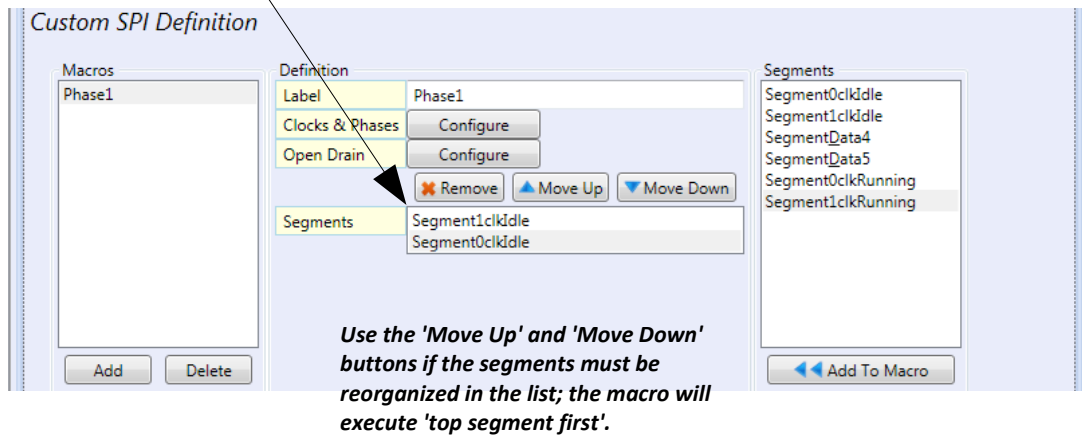 Custom SPI Definition
Macros
Phase1
Add
Delete
Definition
Label
Phase1
Clocks & Phases
Configure
Open Drain
Configure
Remove
Move Up
Move Down
Segments
Segment1clkIdle
Segment0clkIdle
Use the 'Move Up' and 'Move Down'
buttons if the segments must be
reorganized in the list; the macro will
execute 'top segment first'.
Segments
Segment0clkIdle
Segment1clkIdle
SegmentData4
SegmentData5
Segment0clkRunning
Segment1clkRunning
Add To Macro